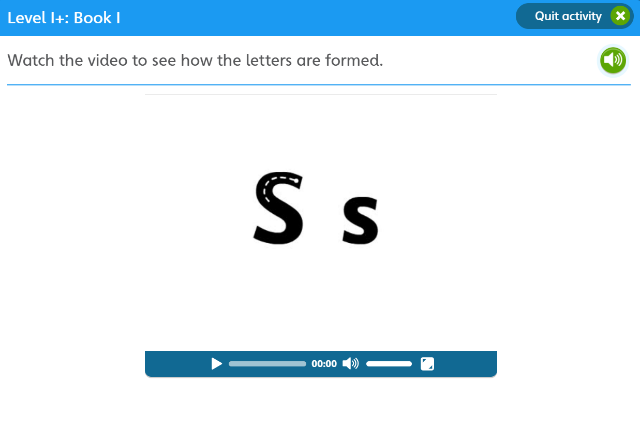 Level 1+: Book 1
Quit activity
Watch the video to see how the letters are formed.
S s
00:00